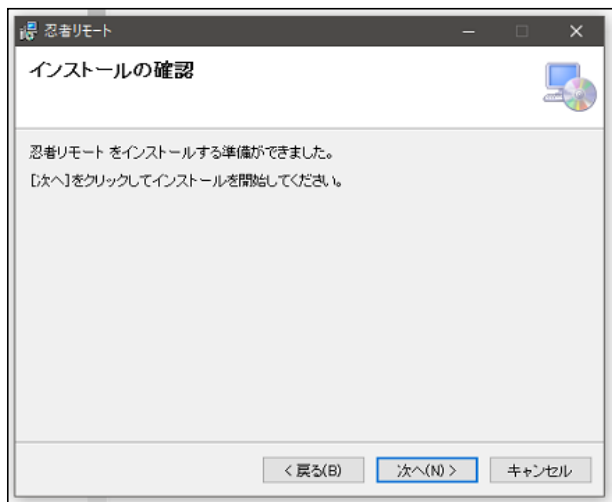 忍者リモート
インストールの確認
忍者リモート をインストールする準備ができました。
[次へ]をクリックしてインストールを開始してください。
< 戻る(B)
次へ(N) >
キャンセル